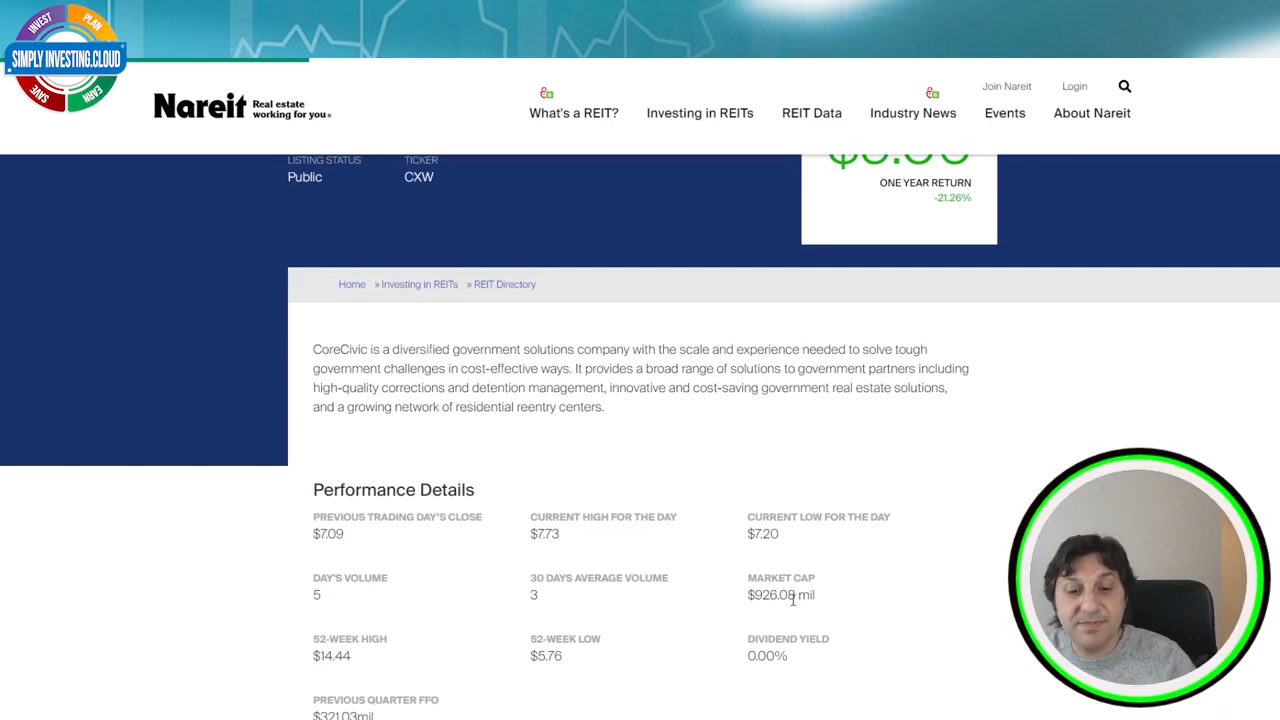 INVEST
PLAN
SIMPLY INVESTING.CLOUD
SAVE
EARN
Nareit Real estate working for you®
Join Nareit
Login
What's a REIT?
Investing in REITs
REIT Data
Industry News
Events
About Nareit
LISTING STATUS
Public
TICKER
CXW
ONE YEAR RETURN
-21.26%
Home » Investing in REITs » REIT Directory
CoreCivic is a diversified government solutions company with the scale and experience needed to solve tough
government challenges in cost-effective ways. It provides a broad range of solutions to government partners including
high-quality corrections and detention management, innovative and cost-saving government real estate solutions,
and a growing network of residential reentry centers.
Performance Details
PREVIOUS TRADING DAY'S CLOSE
$7.09
CURRENT HIGH FOR THE DAY
$7.73
CURRENT LOW FOR THE DAY
$7.20
DAY'S VOLUME
5
30 DAYS AVERAGE VOLUME
3
MARKET CAP
$926.08 mil
52-WEEK HIGH
$14.44
52-WEEK LOW
$5.76
DIVIDEND YIELD
0.00%
PREVIOUS QUARTER FFO
$321.03mil